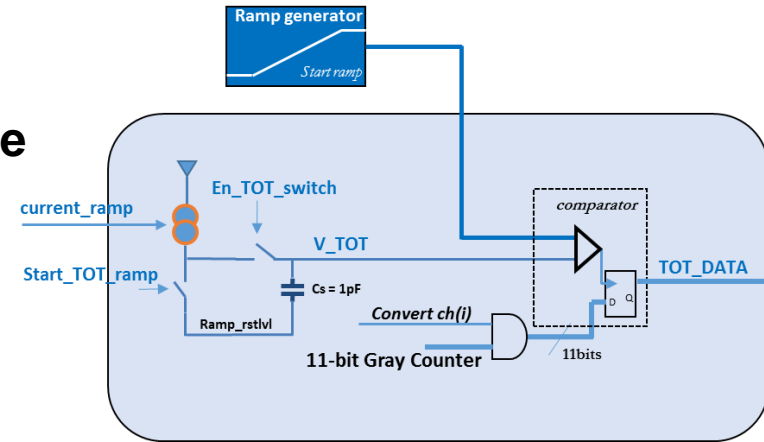 Ramp generator
Start ramp
e
current_ramp
En_TOT_switch
comparator
V_TOT
Start_TOT_ramp
Cs = 1pF
TOT_DATA
D
Q
Convert ch(i)
Ramp_rstlvl
11-bit Gray Counter
11bits